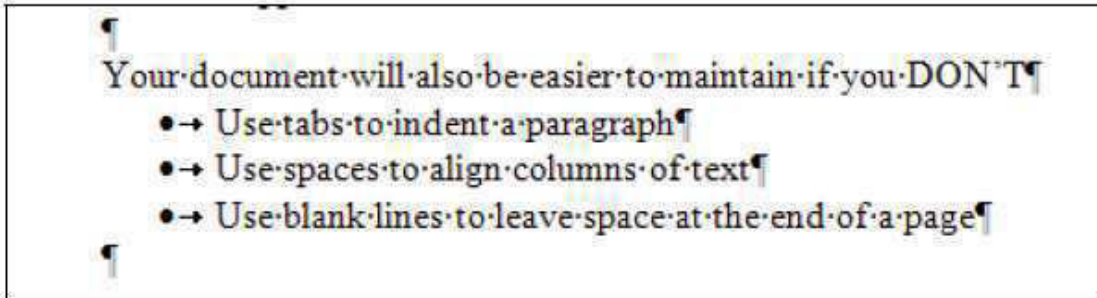 ¶
Your·document·will·also·be·easier·to·maintain·if·you·DON'T¶
•→ Use·tabs·to·indent·a·paragraph¶
•→ Use·spaces·to·align·columns·of·text¶
•→ Use·blank·lines·to·leave·space·at·the·end·of·a·page¶
¶